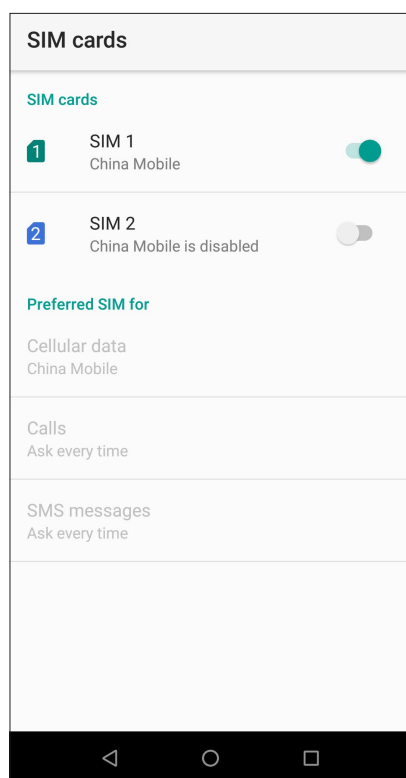 SIM cards
SIM cards
1
SIM 1
China Mobile
2
SIM 2
China Mobile is disabled
Preferred SIM for
Cellular data
China Mobile
Calls
Ask every time
SMS messages
Ask every time